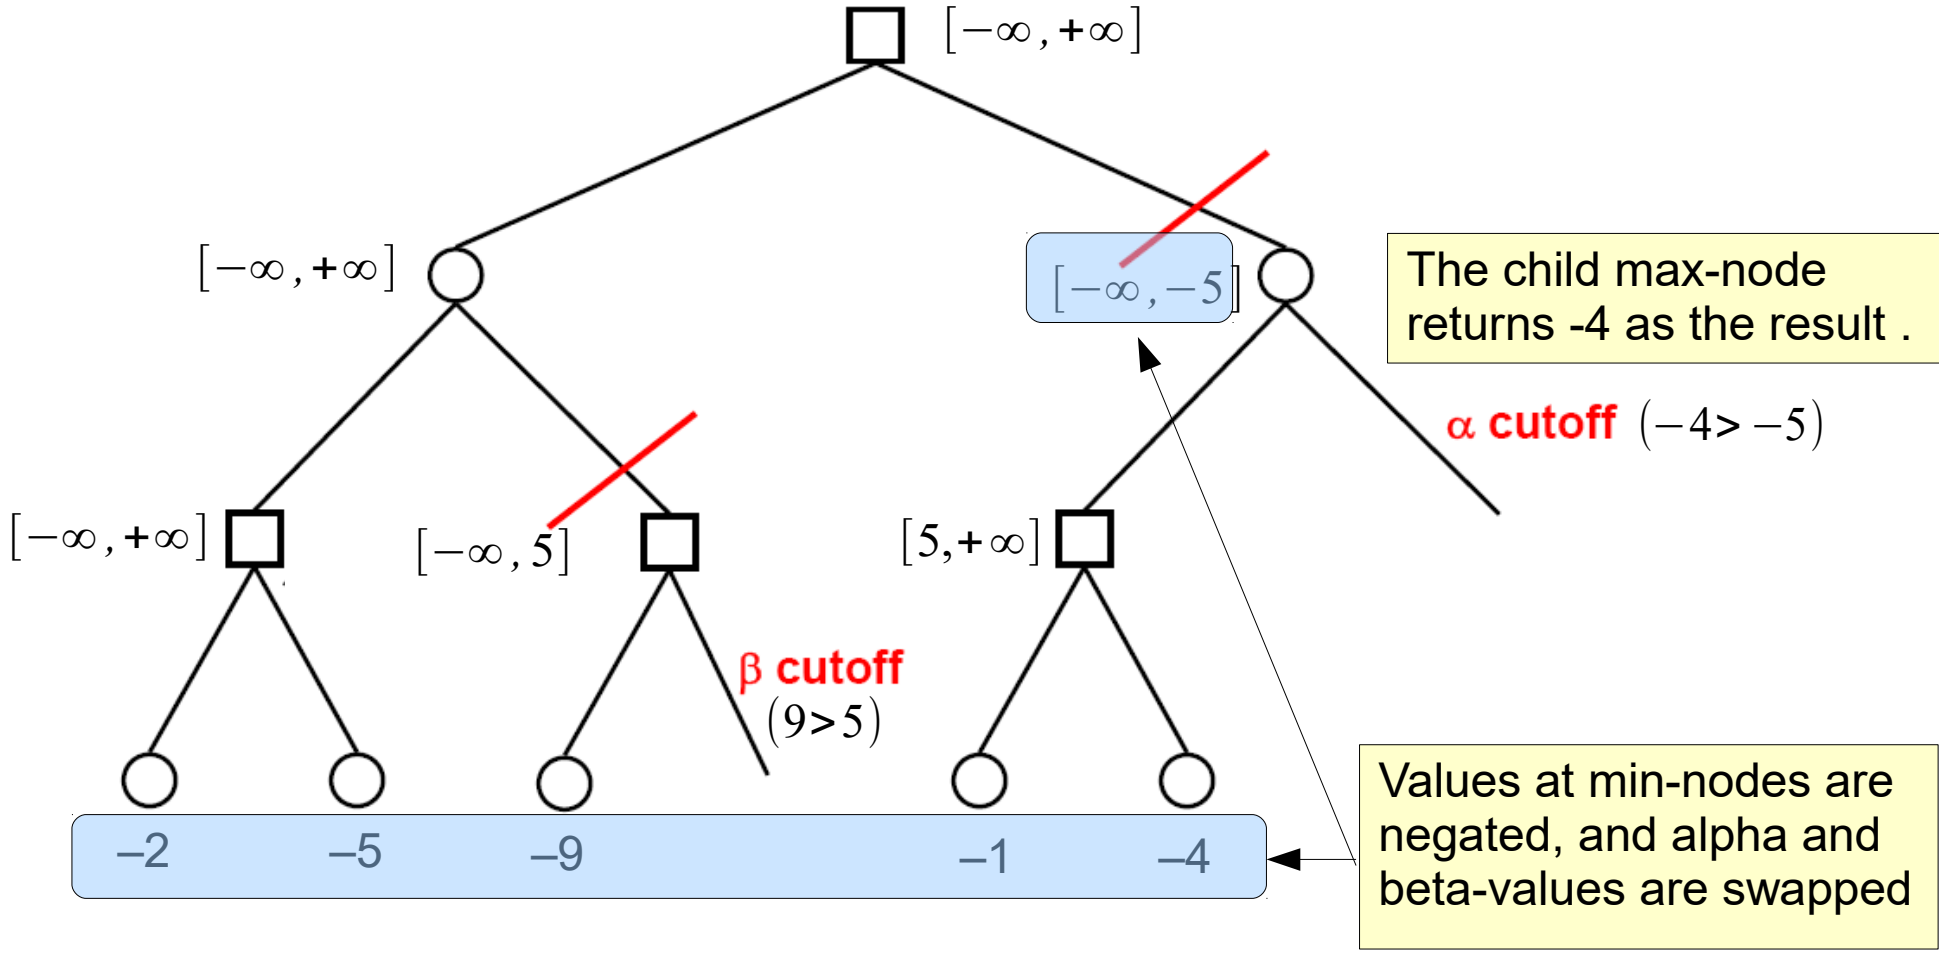 [−∞,+∞]
[−∞,+∞]
[−∞,−5]
The child max-node
returns -4 as the result .
α cutoff (−4>−5)
[−∞,+∞]
[−∞,5]
[5,+∞]
β cutoff
(9>5)
–2 –5 –9 –1 –4
Values at min-nodes are
negated, and alpha and
beta-values are swapped